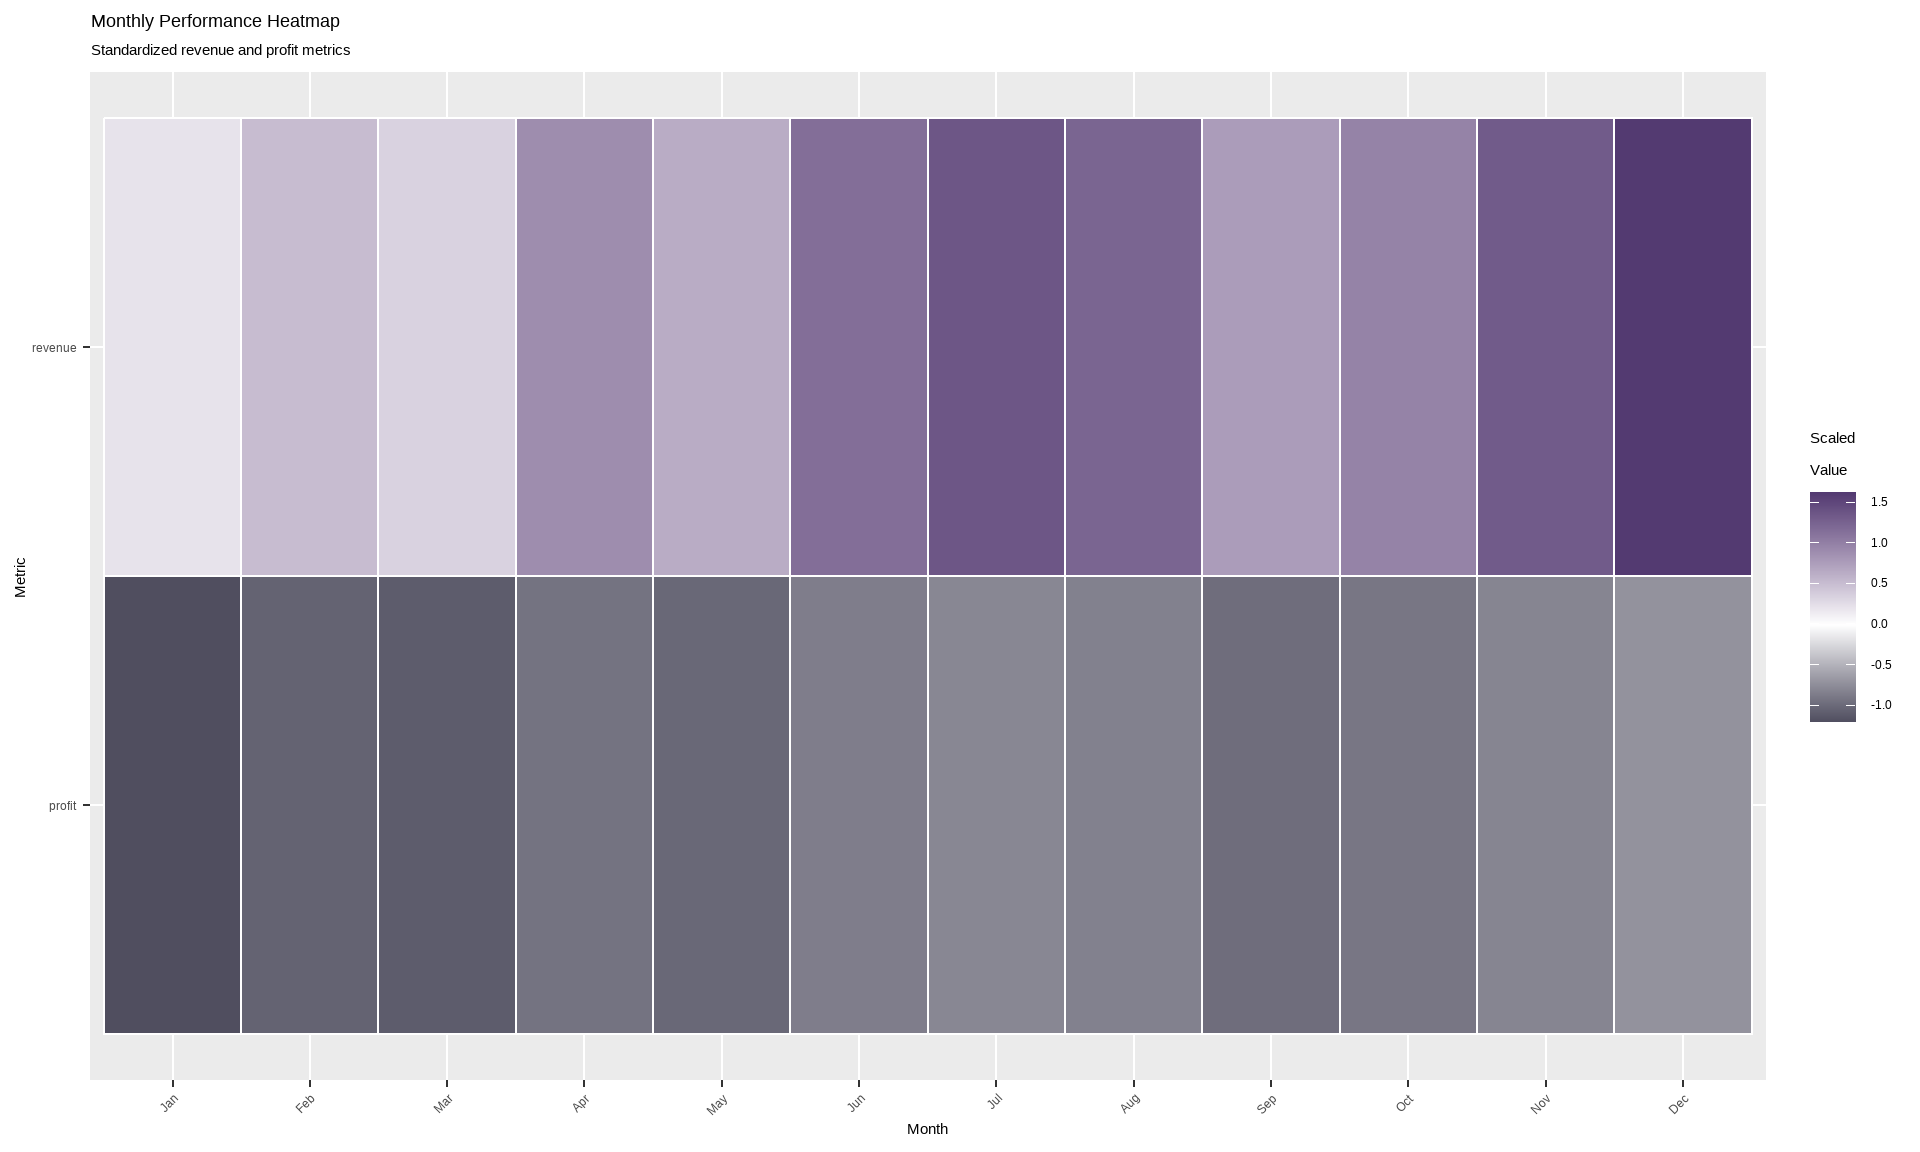 Monthly Performance Heatmap
Standardized revenue and profit metrics
revenue
profit
Metric
Jan
Feb
Mar
Apr
May
Jun
Jul
Aug
Sep
Oct
Nov
Dec
Month
Scaled
Value
1.5
1.0
0.5
0.0
-0.5
-1.0